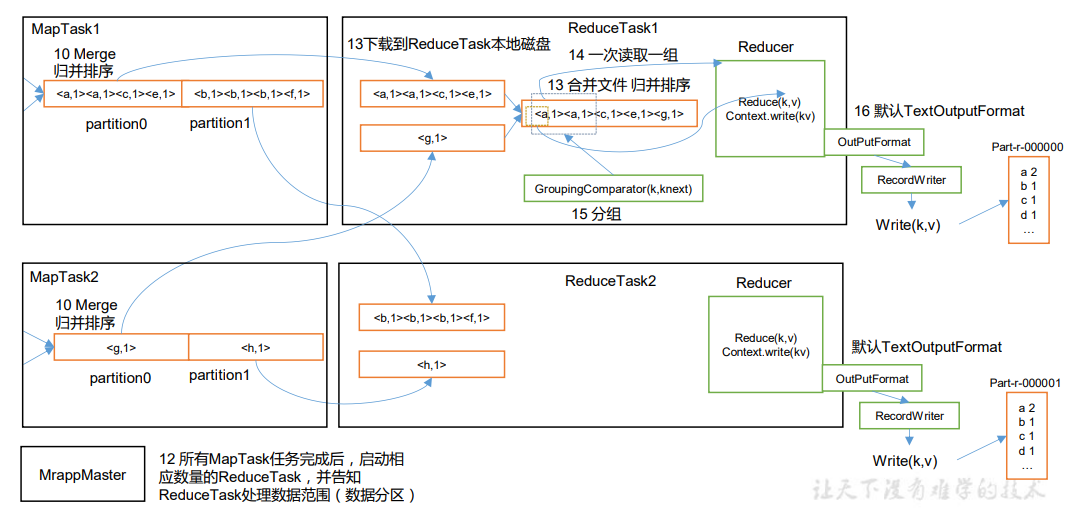 MapTask1
10 Merge
归并排序
<a,1><a,1><c,1><e,1>
<b,1><b,1><b,1><f,1>
partition0
partition1
ReduceTask1
13下载到ReduceTask本地磁盘
14 一次读取一组
13 合并文件 归并排序
<a,1><a,1><c,1><e,1>
<a,1><a,1><c,1><e,1><g,1>
<g,1>
GroupingComparator(k,knext)
15 分组
Reducer
Reduce(k,v)
Context.write(kv)
16 默认TextOutputFormat
OutPutFormat
RecordWriter
Write(k,v)
Part-r-000000
a 2
b 1
c 1
d 1
...
MapTask2
10 Merge
归并排序
<g,1>
<h,1>
partition0
partition1
ReduceTask2
<b,1><b,1><b,1><f,1>
<h,1>
Reducer
Reduce(k,v)
Context.write(kv)
默认TextOutputFormat
OutPutFormat
RecordWriter
Write(k,v)
Part-r-000001
a 2
b 1
c 1
d 1
...
MrappMaster
12 所有MapTask任务完成后，启动相
应数量的ReduceTask，并告知
ReduceTask处理数据范围（数据分区）
让天下没有难学的技术